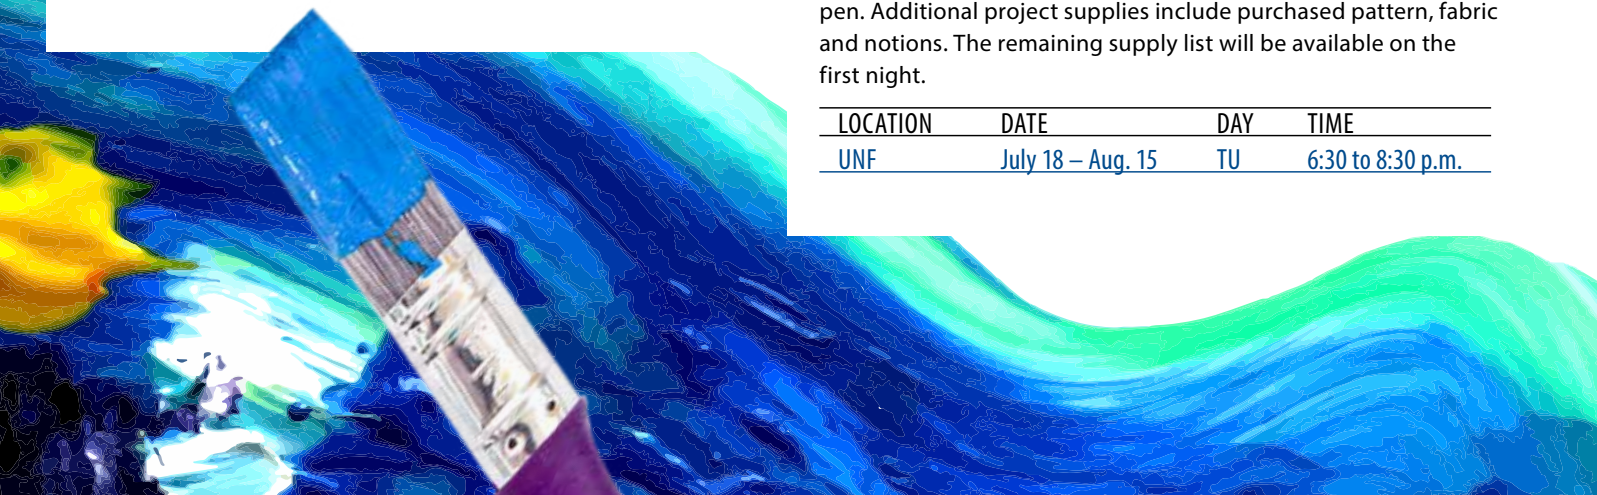 pen. Additional project supplies include purchased pattern, fabric
and notions. The remaining supply list will be available on the
first night.
LOCATION DATE DAY TIME
UNF July 18 – Aug. 15 TU 6:30 to 8:30 p.m.